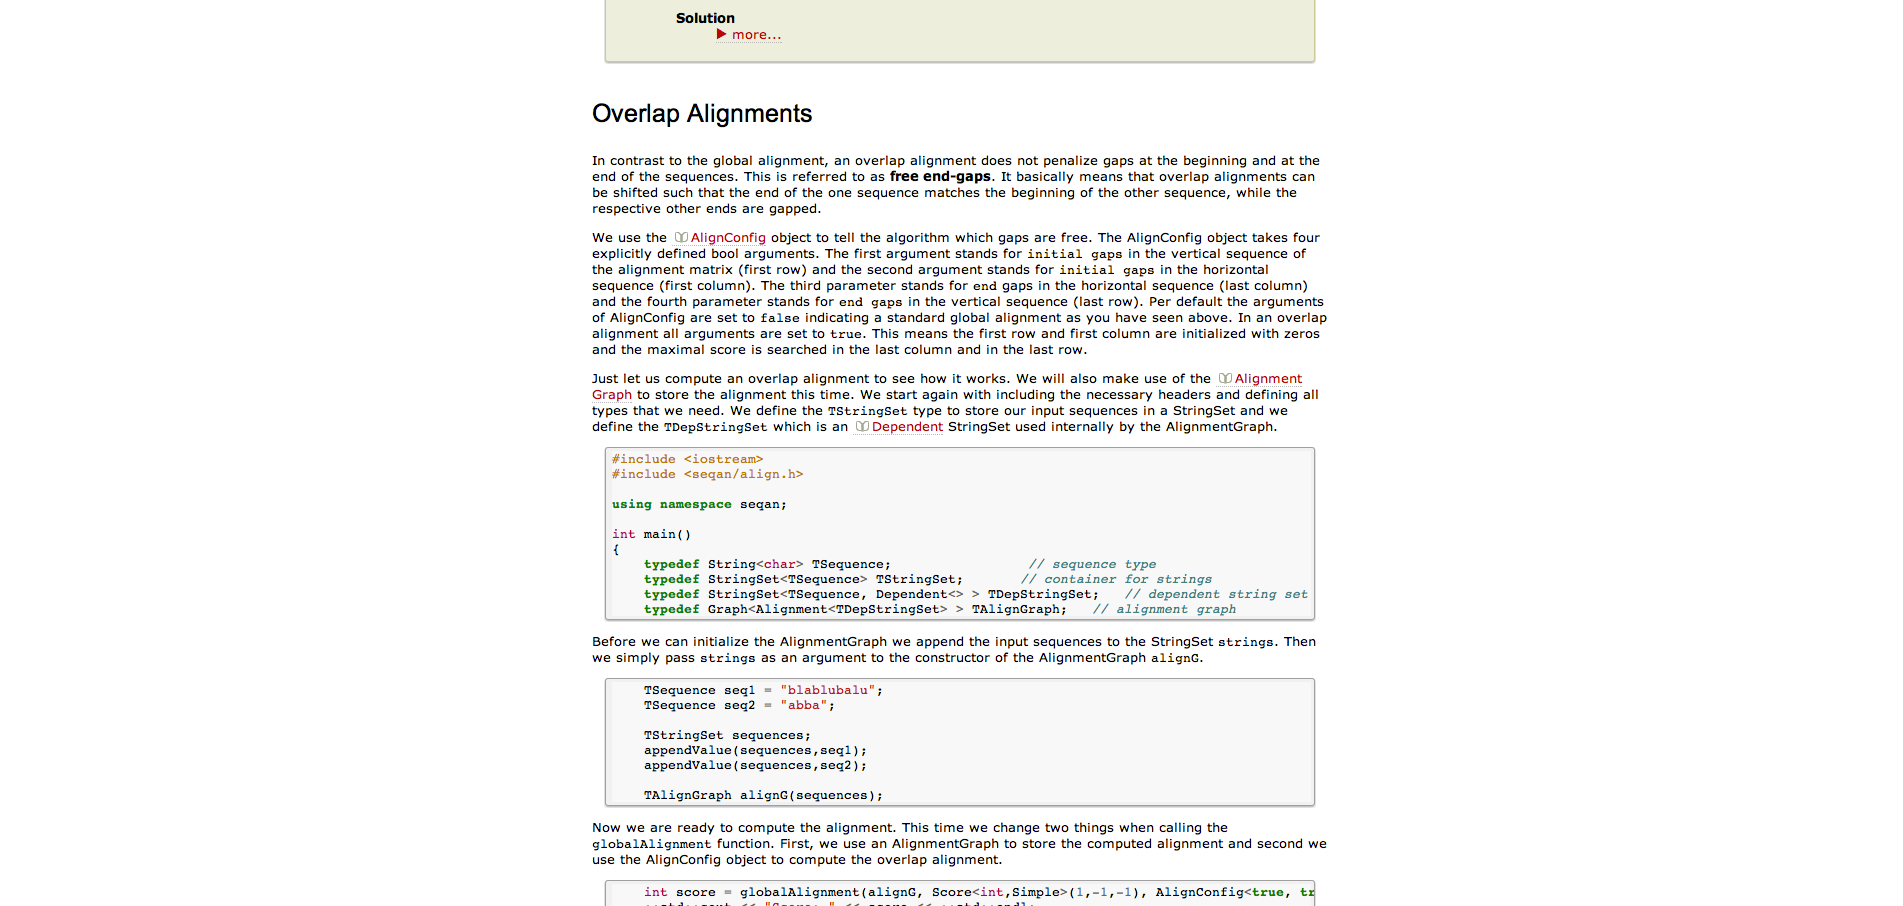 Solution
more...
Overlap Alignments
In contrast to the global alignment, an overlap alignment does not penalize gaps at the beginning and at the
end of the sequences. This is referred to as free end-gaps. It basically means that overlap alignments can
be shifted such that the end of the one sequence matches the beginning of the other sequence, while the
respective other ends are gapped.
We use the AlignConfig object to tell the algorithm which gaps are free. The AlignConfig object takes four
explicitly defined bool arguments. The first argument stands for initial gaps in the vertical sequence of
the alignment matrix (first row) and the second argument stands for initial gaps in the horizontal
sequence (first column). The third parameter stands for end gaps in the horizontal sequence (last column)
and the fourth parameter stands for end gaps in the vertical sequence (last row). Per default the arguments
of AlignConfig are set to false indicating a standard global alignment as you have seen above. In an overlap
alignment all arguments are set to true. This means the first row and first column are initialized with zeros
and the maximal score is searched in the last column and in the last row.
Just let us compute an overlap alignment to see how it works. We will also make use of the Alignment
Graph to store the alignment this time. We start again with including the necessary headers and defining all
types that we need. We define the TStringSet type to store our input sequences in a StringSet and we
define the TDepStringSet which is an Dependent StringSet used internally by the AlignmentGraph.
#include <iostream>
#include <seqan/align.h>
using namespace seqan;
int main()
{
typedef String<char> TSequence; // sequence type
typedef StringSet<TSequence> TStringSet; // container for strings
typedef StringSet<TSequence, Dependent<> > TDepStringSet; // dependent string set
typedef Graph<Alignment<TDepStringSet> > TAlignGraph; // alignment graph
Before we can initialize the AlignmentGraph we append the input sequences to the StringSet strings. Then
we simply pass strings as an argument to the constructor of the AlignmentGraph alignG.
TSequence seq1 = "blablubalu";
TSequence seq2 = "abba";
TStringSet sequences;
appendValue(sequences,seq1);
appendValue(sequences,seq2);
TAlignGraph alignG(sequences);
Now we are ready to compute the alignment. This time we change two things when calling the
globalAlignment function. First, we use an AlignmentGraph to store the computed alignment and second we
use the AlignConfig object to compute the overlap alignment.
int score = globalAlignment(alignG, Score<int,Simple>(1,-1,-1), AlignConfig<true, tr